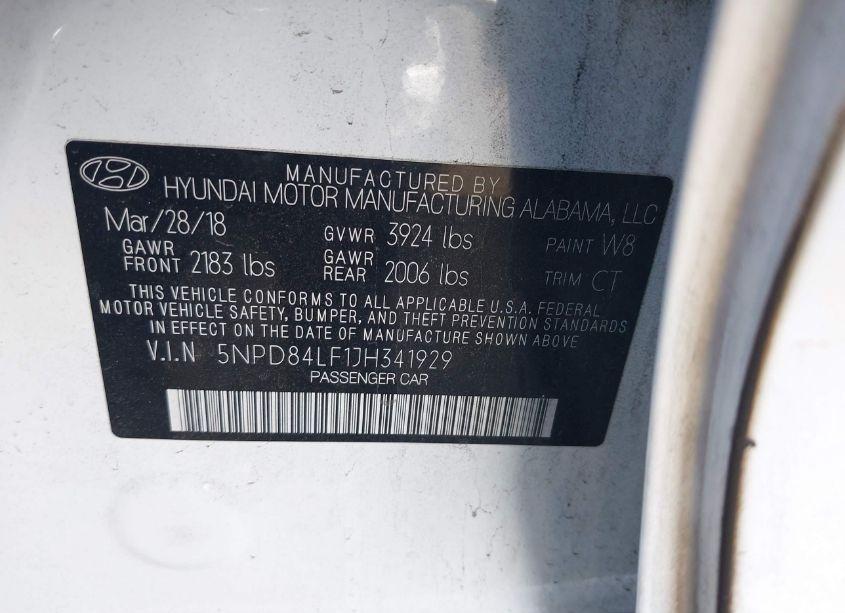 MANUFACTURED BY
HYUNDAI MOTOR MANUFACTURING ALABAMA, LLC
Mar/28/18 GVWR 3924 lbs PAINT W8
GAWR FRONT 2183 lbs GAWR REAR 2006 lbs TRIM CT
THIS VEHICLE CONFORMS TO ALL APPLICABLE U.S.A. FEDERAL
MOTOR VEHICLE SAFETY, BUMPER, AND THEFT PREVENTION STANDARDS
IN EFFECT ON THE DATE OF MANUFACTURE SHOWN ABOVE
V.I.N 5NPD84LF1JH341929
PASSENGER CAR